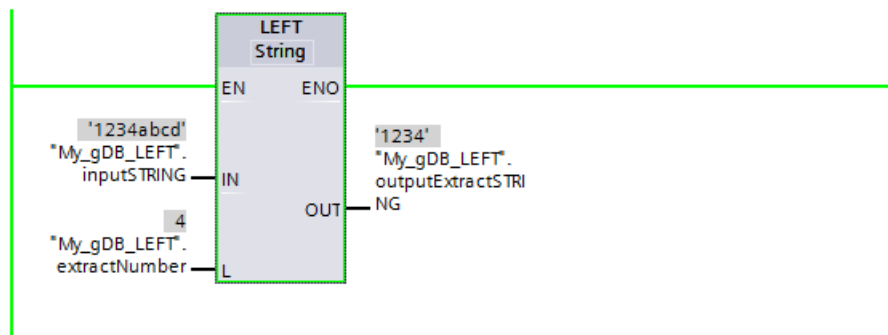 LEFT
String
EN ENO
'1234abcd'
"My_gDB_LEFT".
inputSTRING
IN
'1234'
"My_gDB_LEFT".
outputExtractSTRI
NG
OUT
4
"My_gDB_LEFT".
extractNumber
L